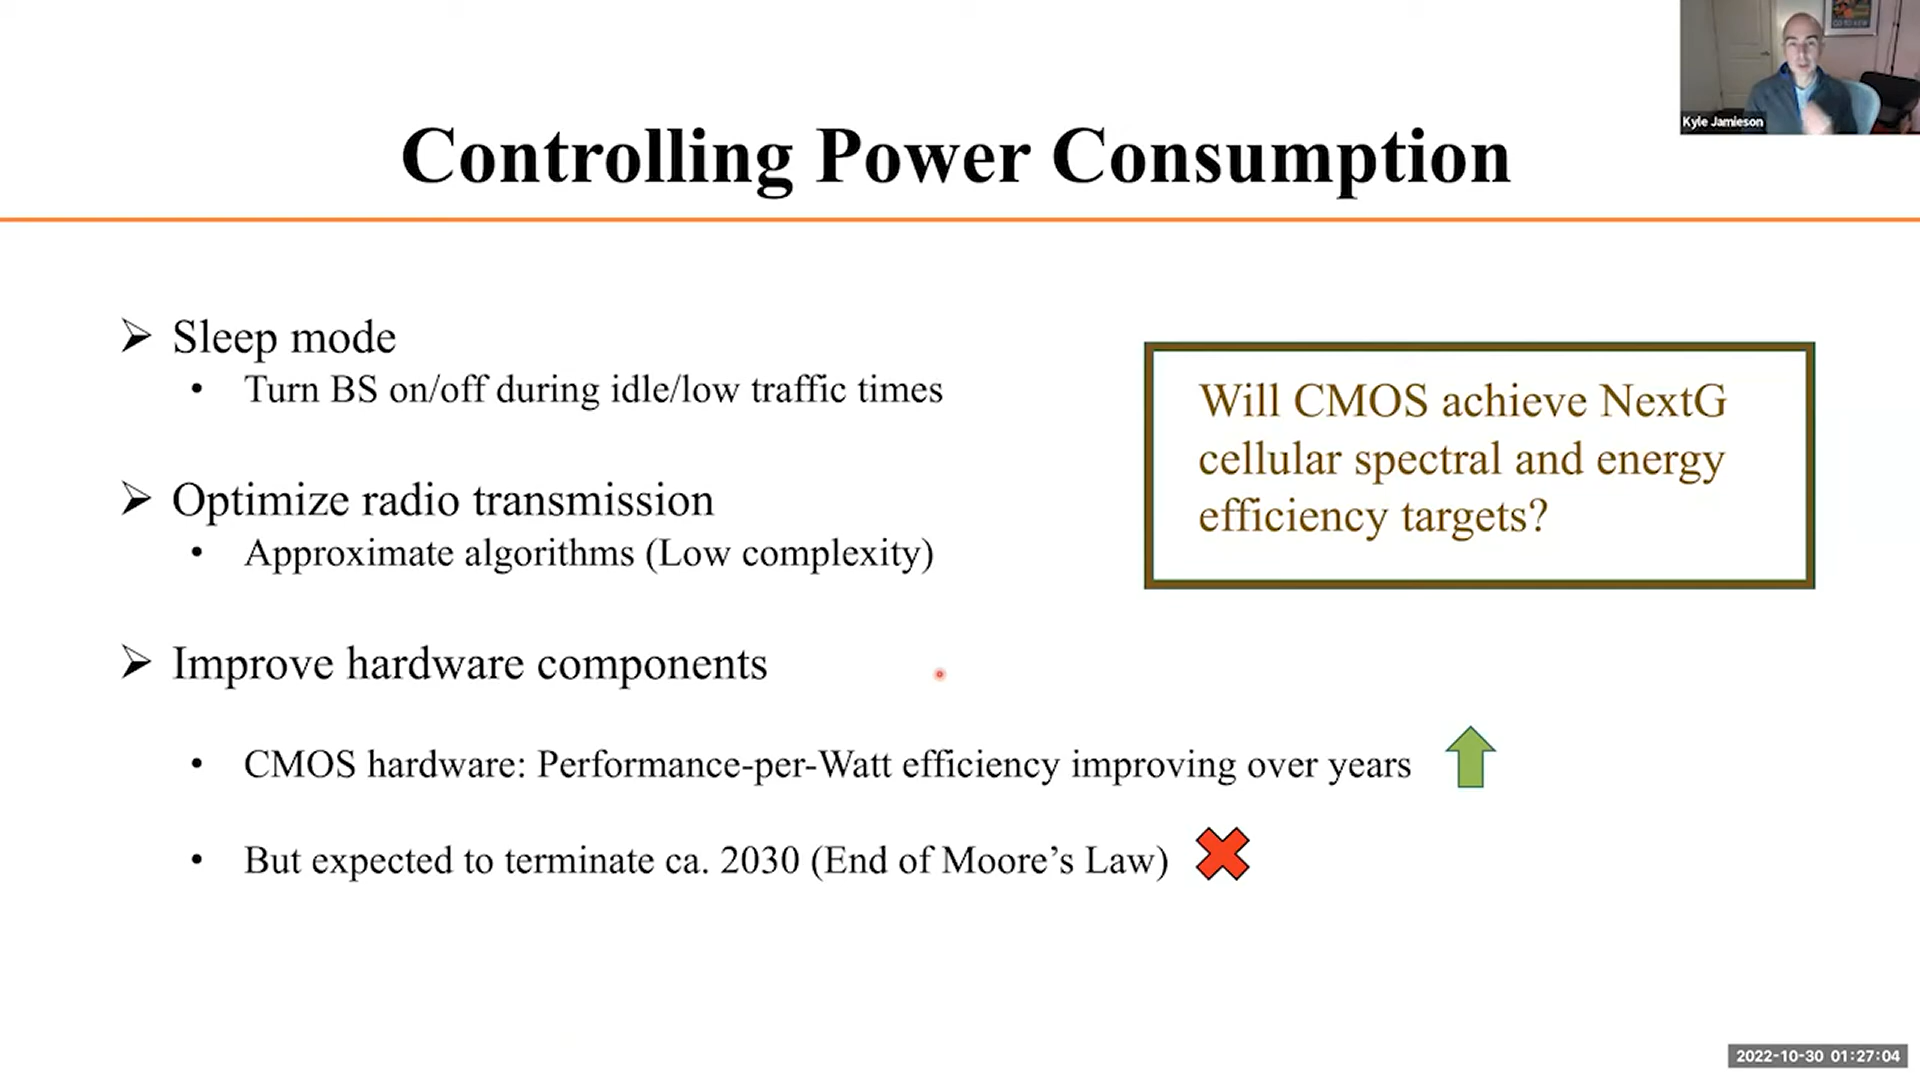 Kyle Jamieson
Controlling Power Consumption
➢ Sleep mode
• Turn BS on/off during idle/low traffic times
➢ Optimize radio transmission
• Approximate algorithms (Low complexity)
➢ Improve hardware components
• CMOS hardware: Performance-per-Watt efficiency improving over years
• But expected to terminate ca. 2030 (End of Moore’s Law)
Will CMOS achieve NextG
cellular spectral and energy
efficiency targets?
2022-10-30 01:27:04